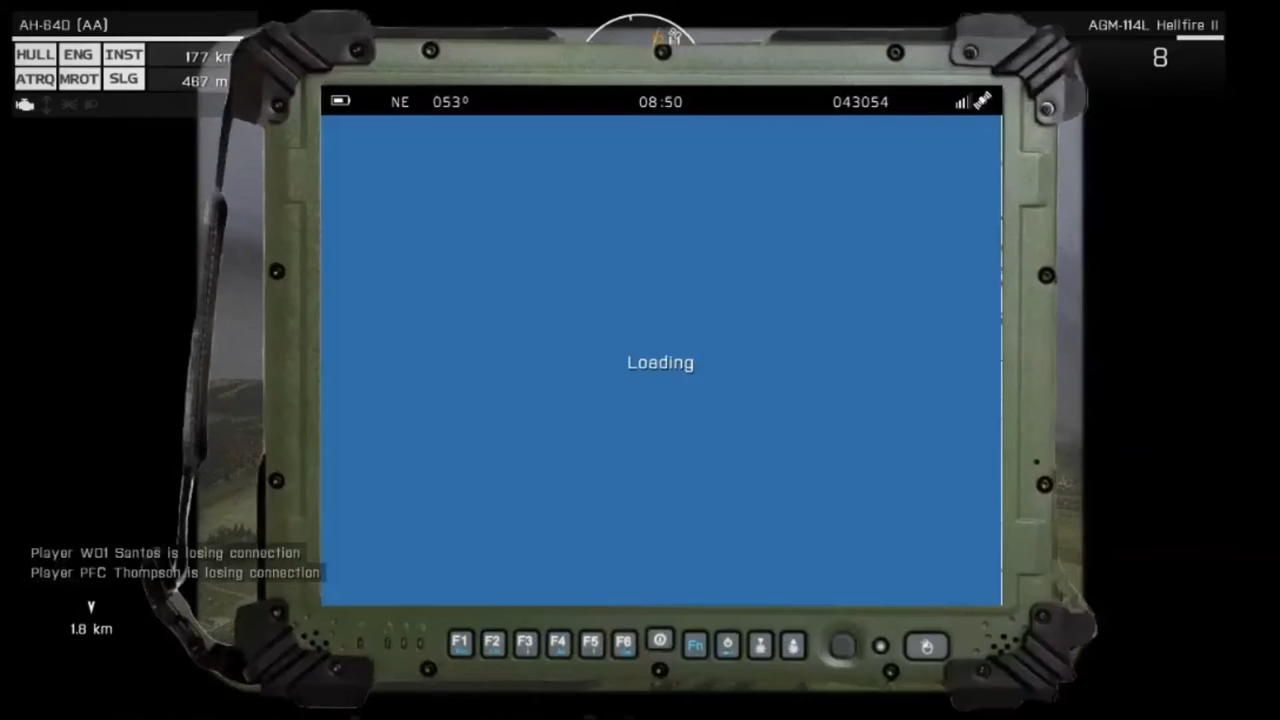 AH-64D (AA)
HULL ENG INST 177 km
ATRQ MROT SLG 467 m
AGM-114L Hellfire II
8
NE 053º 08:50 043054
Loading
Player WO1 Santos is losing connection
Player PFC Thompson is losing connection
1.8 km
F1 F2 F3 F4 F5 F6 Fn